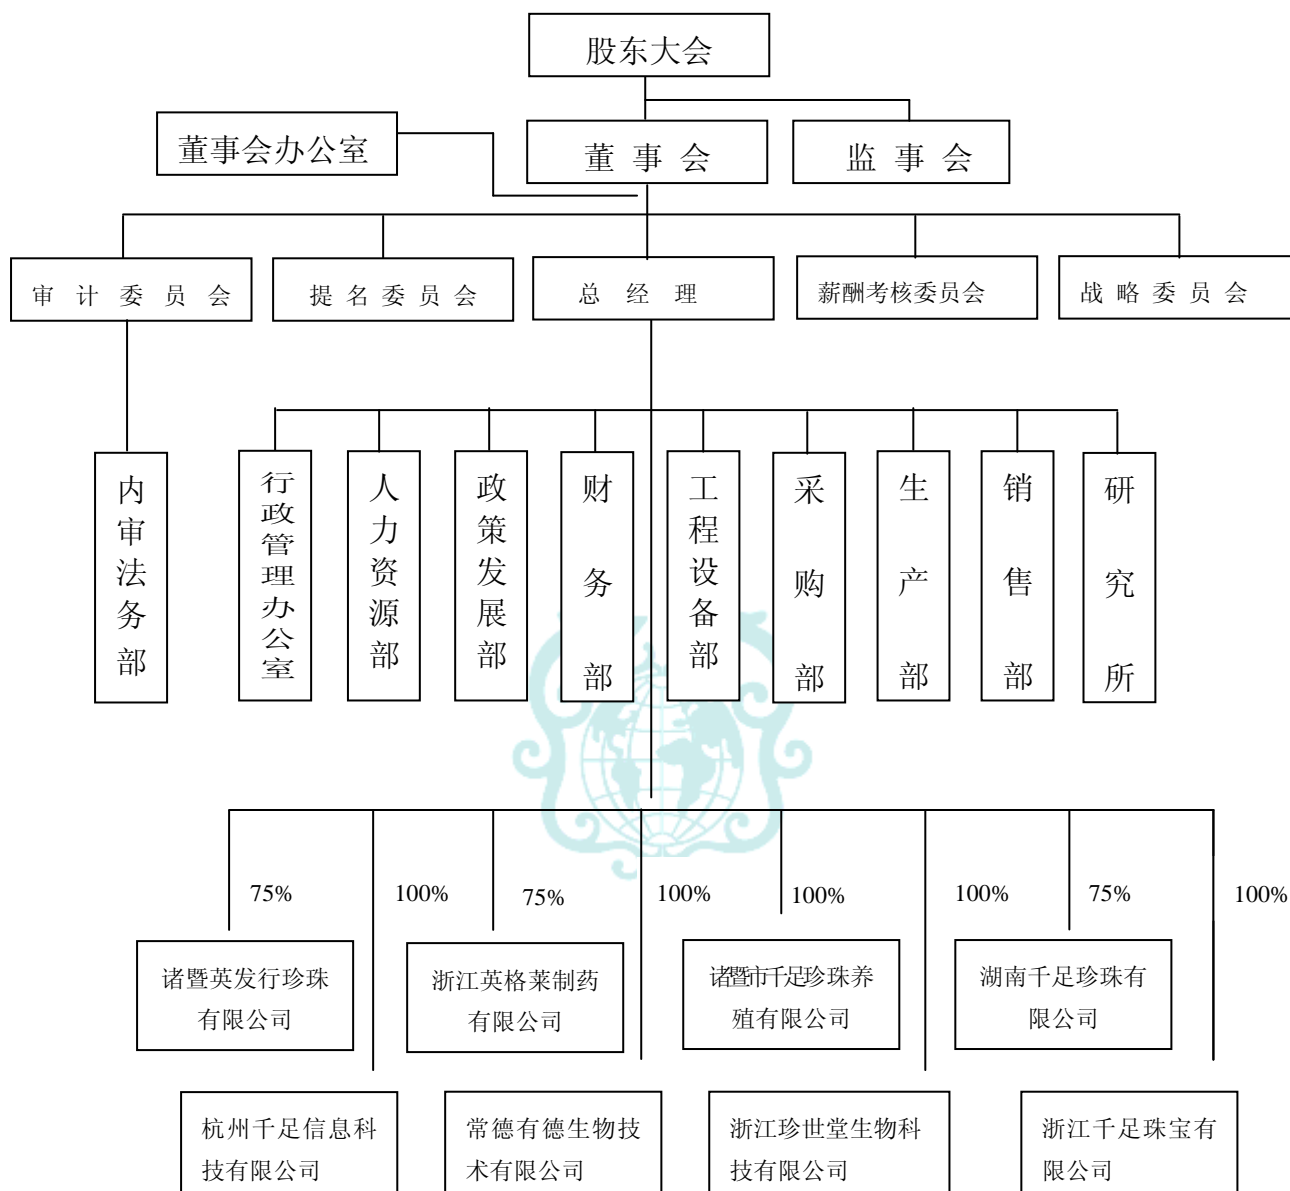 股东大会
董事会办公室
董 事 会
监 事 会
审 计 委 员 会
提 名 委 员 会
总 经 理
薪酬考核委员会
战 略 委 员 会
内审法务部
行政管理办公室
人力资源部
政策发展部
财务部
工程设备部
采购部
生产部
销售部
研究所
75%
100%
75%
100%
100%
100%
75%
100%
诸暨英发行珍珠
有限公司
浙江英格莱制药
有限公司
诸暨市千足珍珠养
殖有限公司
湖南千足珍珠有
限公司
杭州千足信息科
技有限公司
常德有德生物技
术有限公司
浙江珍世堂生物科
技有限公司
浙江千足珠宝有
限公司